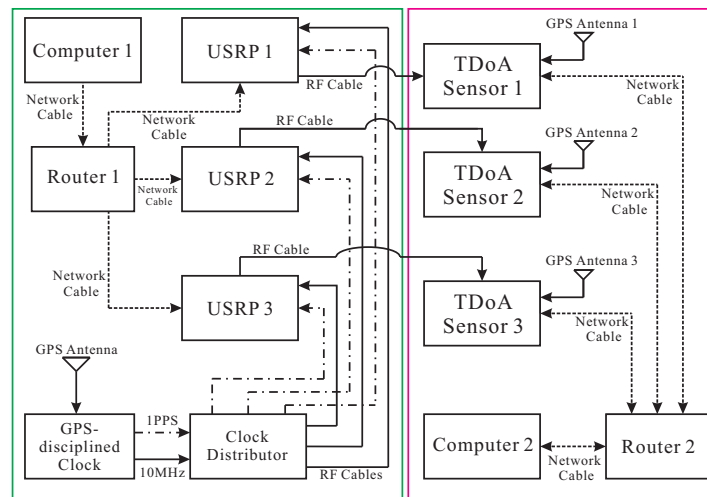 Computer 1
USRP 1
GPS Antenna 1
TDoA
Sensor 1
RF Cable
Network
Cable
Network
Cable
Network
Cable
RF Cable
GPS Antenna 2
Router 1
Network
Cable
USRP 2
TDoA
Sensor 2
Network
Cable
RF Cable
GPS Antenna 3
Network
Cable
USRP 3
TDoA
Sensor 3
Network
Cable
GPS Antenna
GPS-
disciplined
Clock
1PPS
10MHz
Clock
Distributor
RF Cables
Computer 2
Network
Cable
Router 2